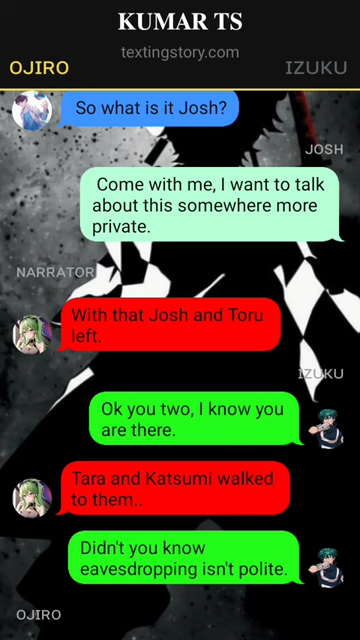 KUMAR TS
textingstory.com
OJIRO
IZUKU
So what is it Josh?
JOSH
Come with me, I want to talk
about this somewhere more
private.
NARRATOR
With that Josh and Toru
left.
IZUKU
Ok you two, I know you
are there.
Tara and Katsumi walked
to them..
Didn't you know
eavesdropping isn't polite.
OJIRO